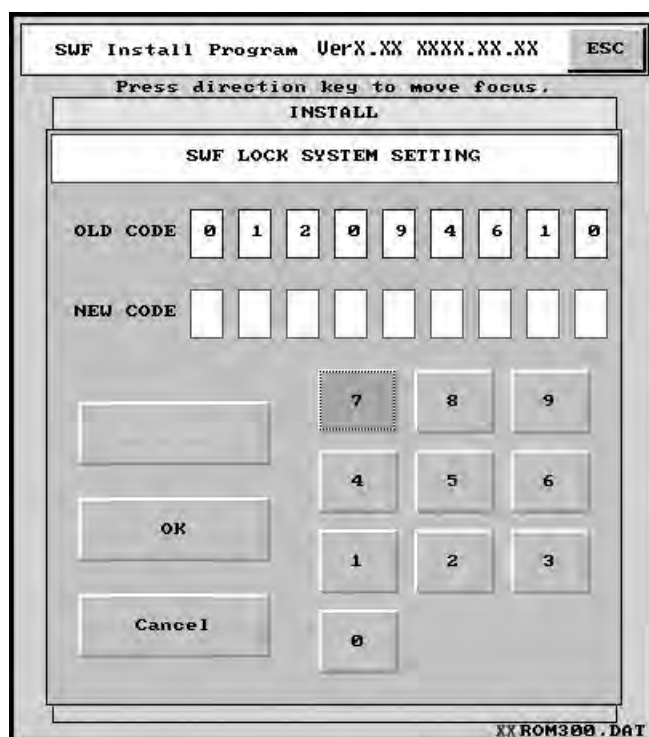 SWF Install Program VerX.XX XXXX.XX.XX ESC
Press direction key to move focus.
INSTALL
SWF LOCK SYSTEM SETTING
OLD CODE 0 1 2 0 9 4 6 1 0
NEW CODE
7 8 9
4 5 6
OK
1 2 3
Cancel
0
XXROM300.DAT